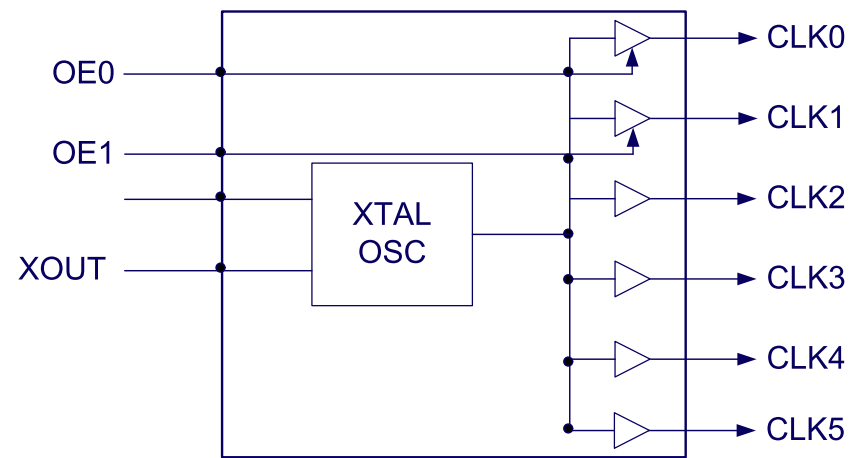 CLK0
OE0
CLK1
OE1
XTAL
OSC
CLK2
XOUT
CLK3
CLK4
CLK5